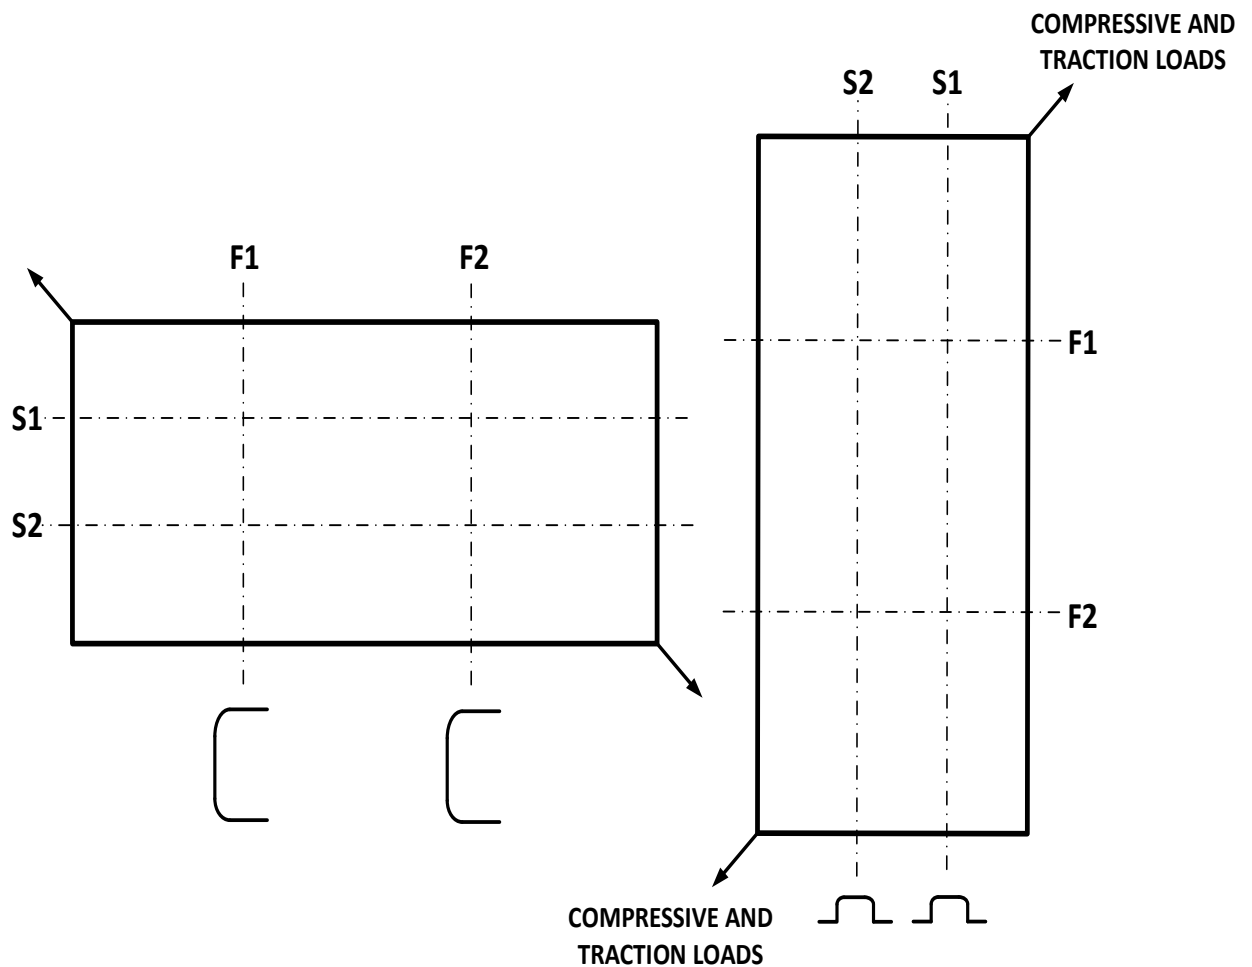 COMPRESSIVE AND
TRACTION LOADS
S2 S1
F1 F2
F1
S1
S2
F2
COMPRESSIVE AND
TRACTION LOADS